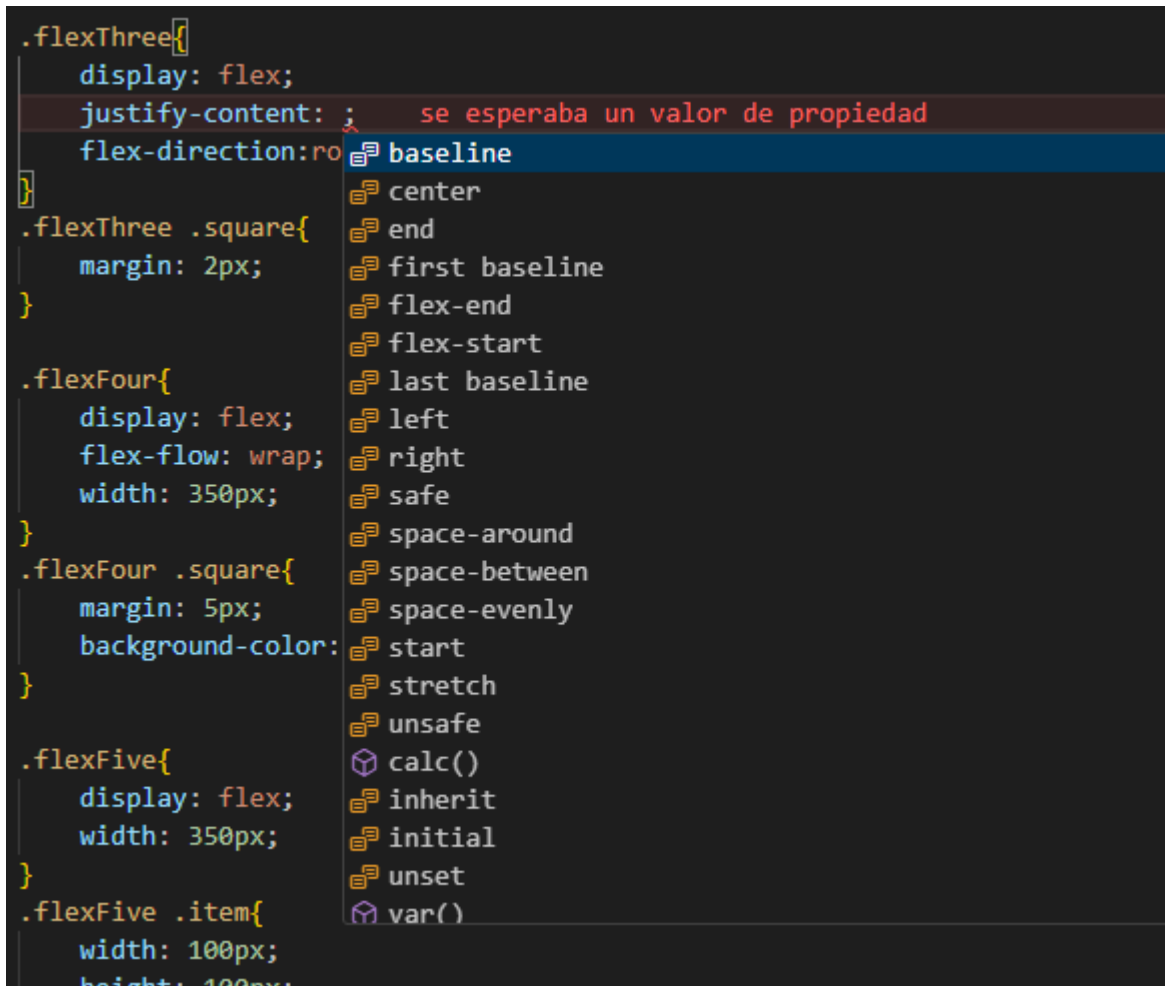 .flexThree{
display: flex;
justify-content: ; se esperaba un valor de propiedad
flex-direction:ro
baseline
}
center
.flexThree .square{
end
margin: 2px;
first baseline
}
flex-end
flex-start
.flexFour{
last baseline
display: flex;
left
flex-flow: wrap;
right
width: 350px;
safe
}
space-around
.flexFour .square{
space-between
margin: 5px;
space-evenly
background-color:
start
}
stretch
unsafe
.flexFive{
calc()
display: flex;
inherit
width: 350px;
initial
}
unset
.flexFive .item{
var()
width: 100px;
height: 100px;